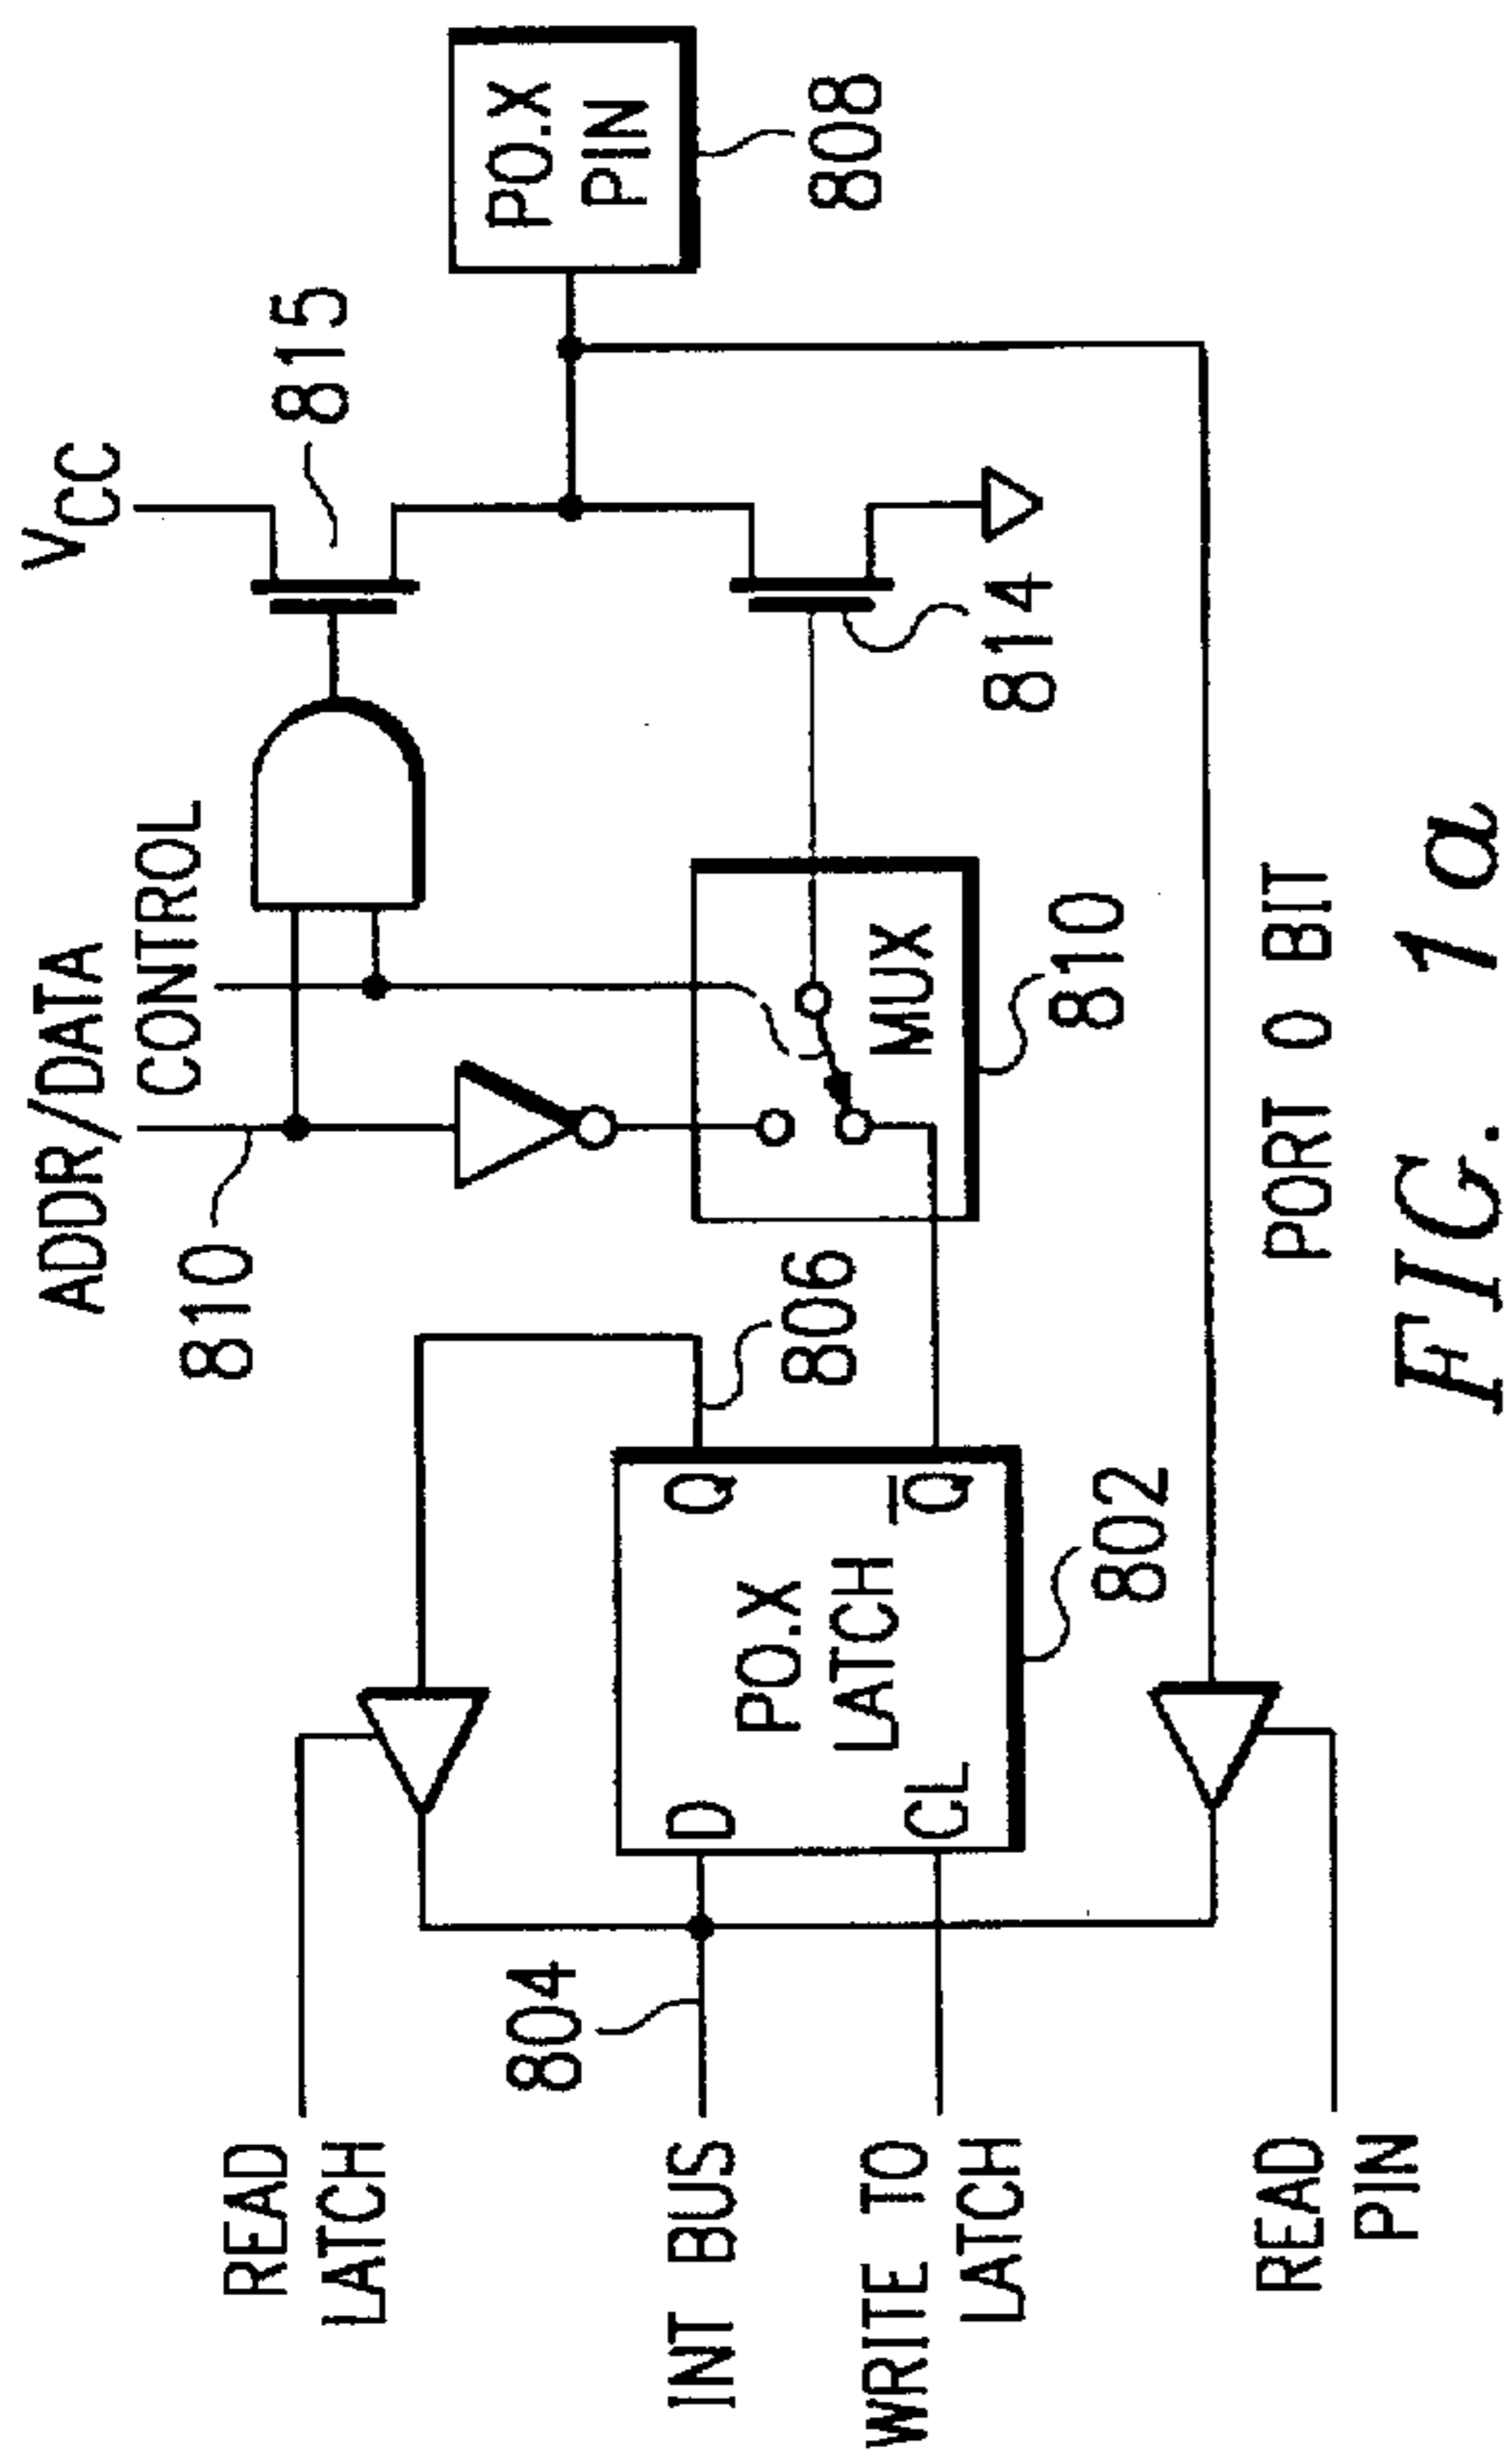 ADDR/DATA
CONTROL
VCC
810
815
READ
LATCH
P0.X
PIN
808
804
INT BUS
D
Q
806
P0.X
LATCH
CL
Q
WRITE TO
LATCH
802
MUX
810
814
READ
PIN
PORT 0 BIT
FIG. 1a